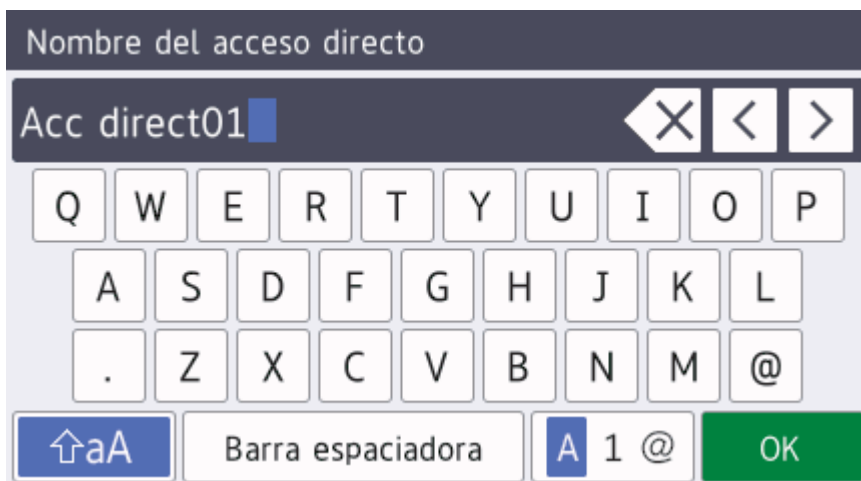 Nombre del acceso directo
Acc direct01
Q W E R T Y U I O P
A S D F G H J K L
. Z X C V B N M @
aA Barra espaciadora A 1 @ OK